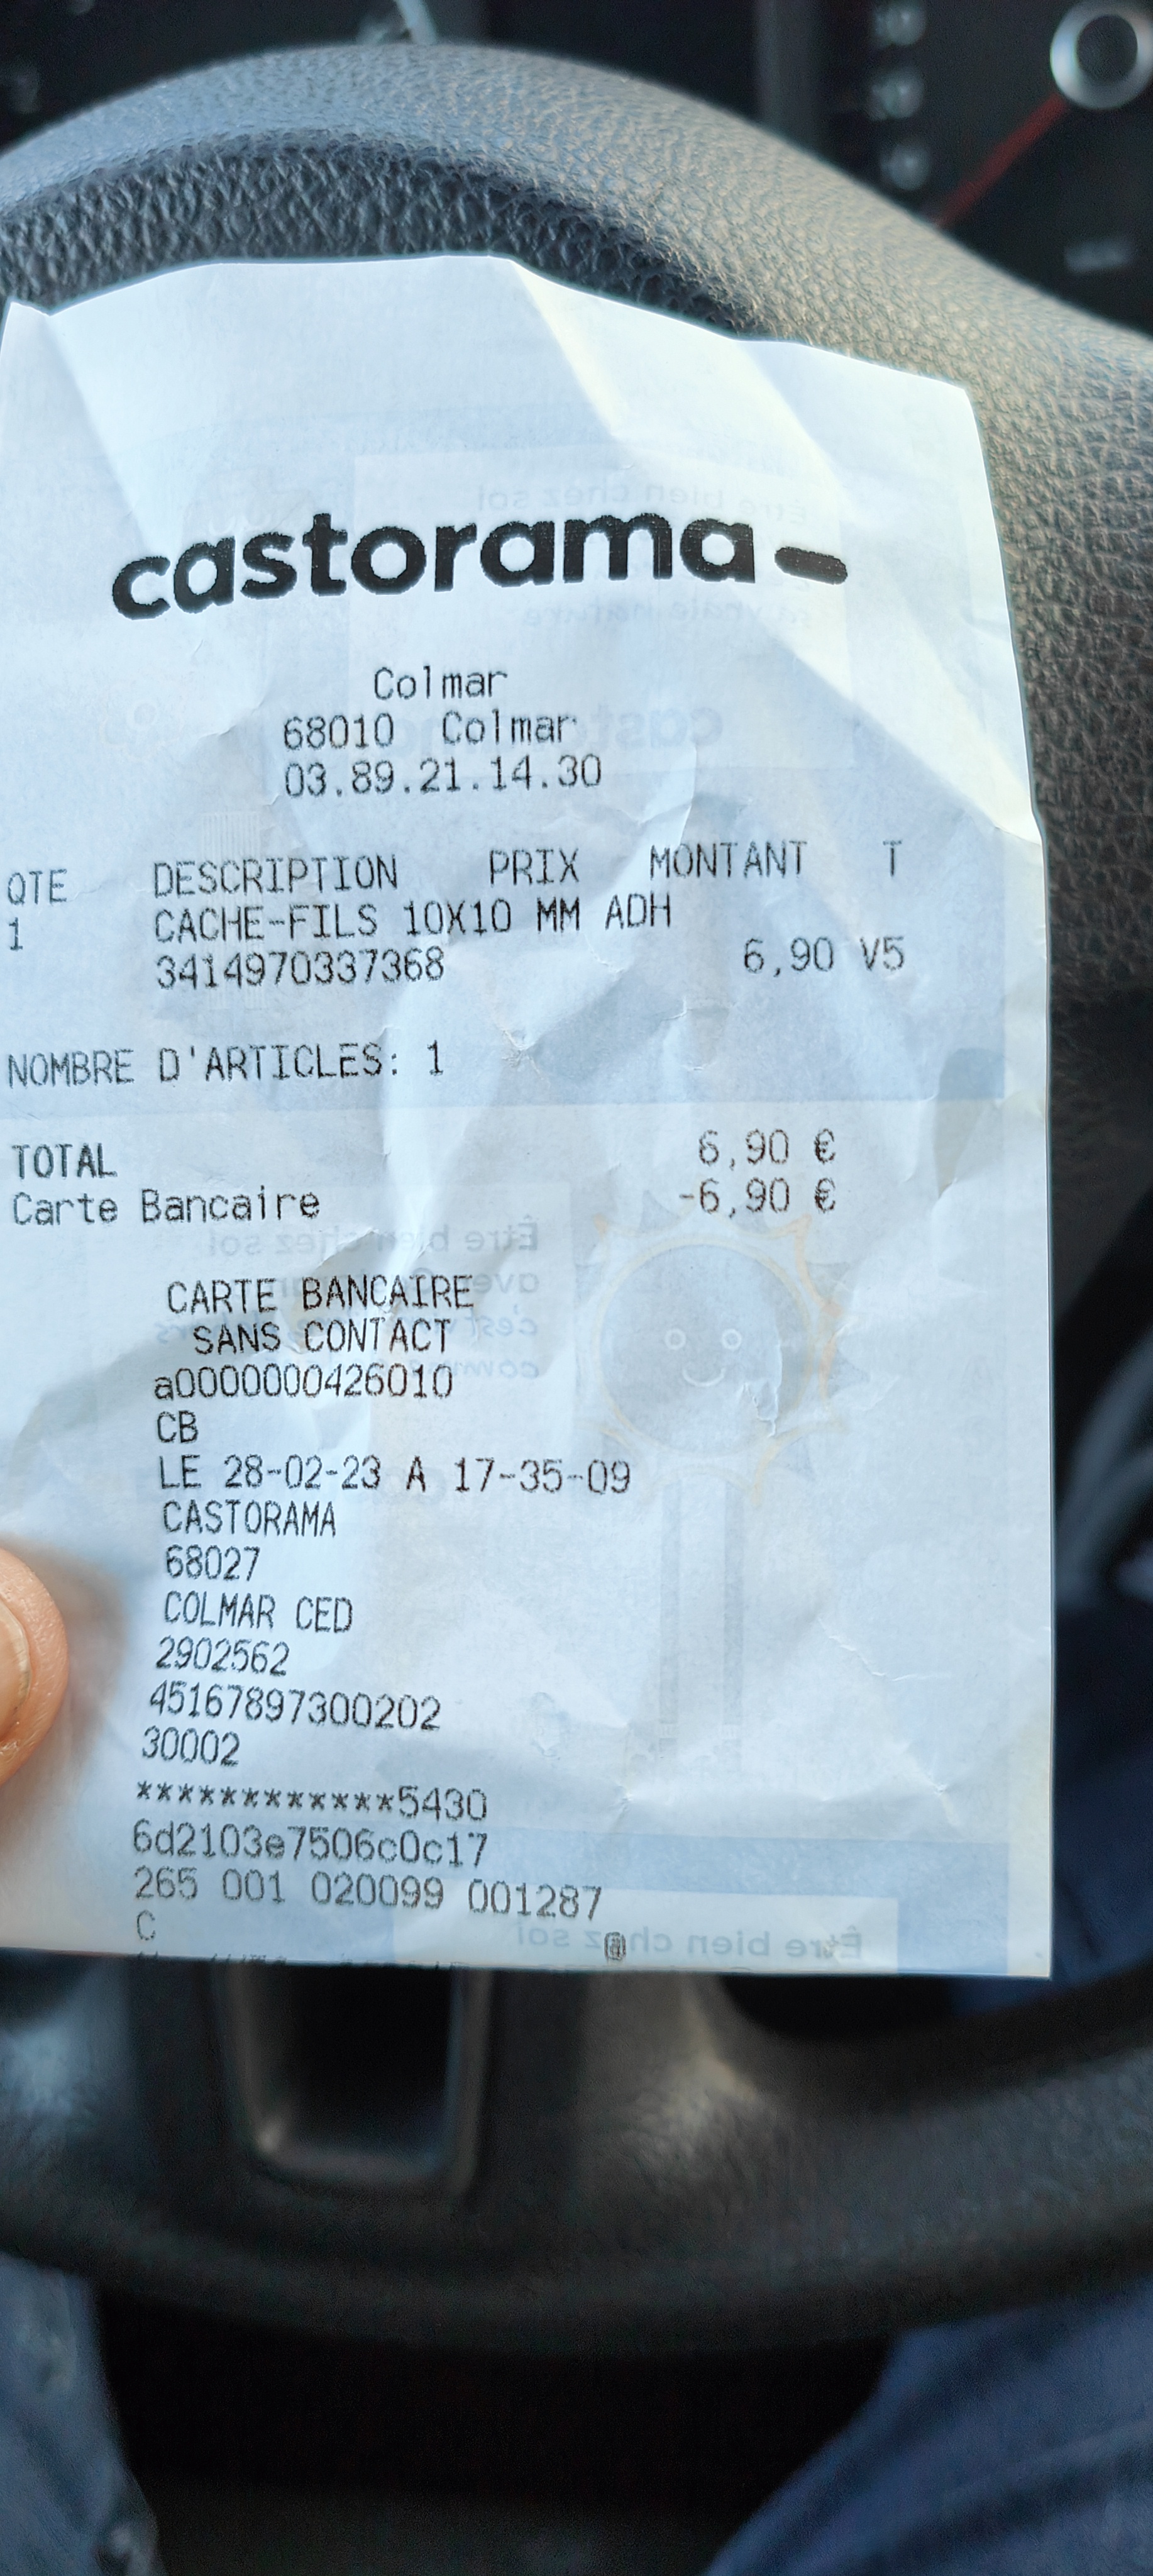 castorama
Colmar
68010 Colmar
03.89.21.14.30
QTE DESCRIPTION PRIX MONTANT T
1 CACHE-FILS 10X10 MM ADH
3414970337368 6,90 V5
NOMBRE D'ARTICLES: 1
TOTAL 6,90 €
Carte Bancaire -6,90 €
CARTE BANCAIRE
SANS CONTACT
a0000000426010
CB
LE 28-02-23 A 17-35-09
CASTORAMA
68027
COLMAR CED
2902562
45167897300202
30002
************5430
6d2103e7506c0c17
265 001 020099 001287
C @